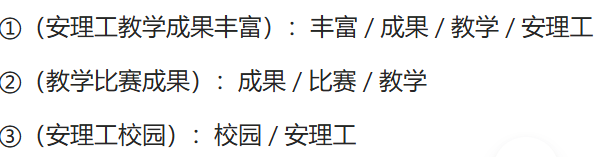 ①（安理工教学成果丰富）：丰富 / 成果 / 教学 / 安理工
②（教学比赛成果）：成果 / 比赛 / 教学
③（安理工校园）：校园 / 安理工